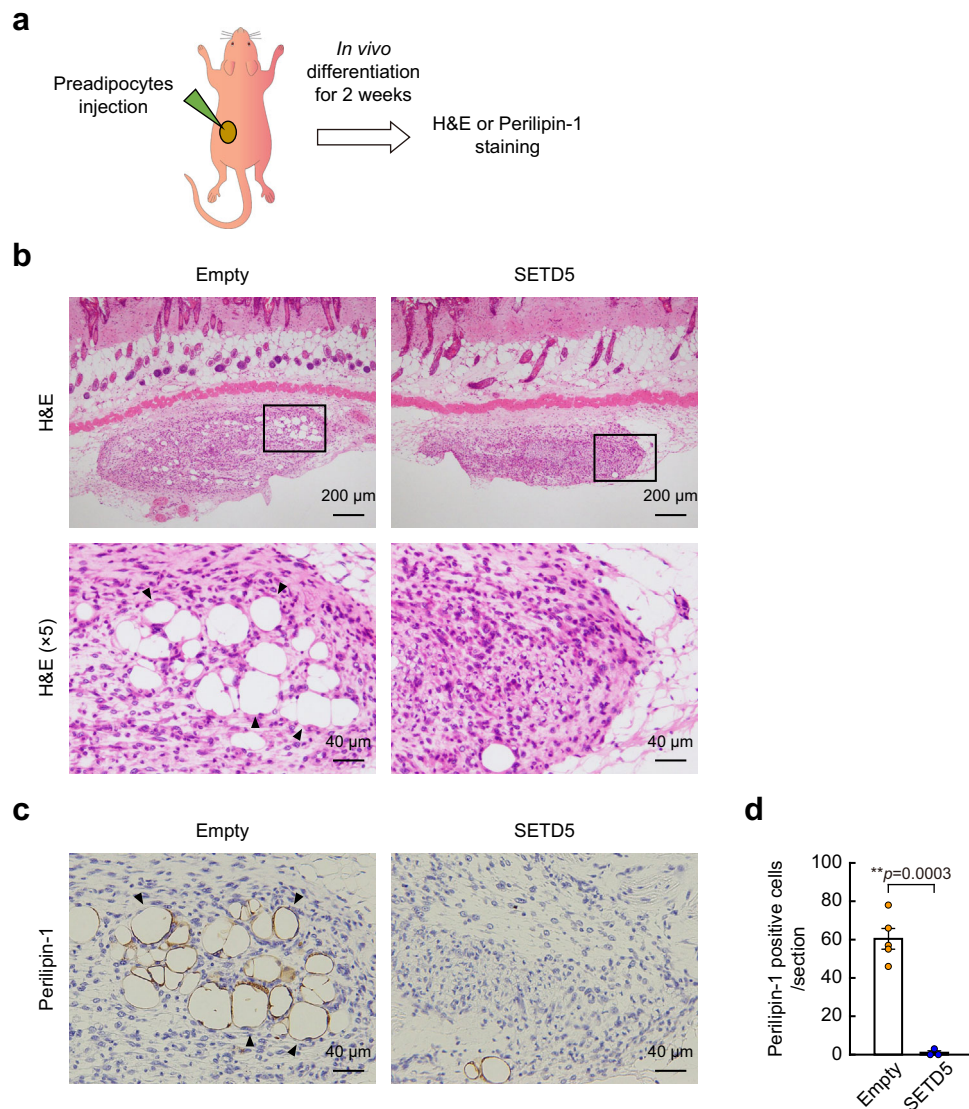 a
Preadipocytes
injection
In vivo
differentiation
for 2 weeks
H&E or Perilipin-1
staining
b
Empty
SETD5
H&E
200 μm
200 μm
H&E (×5)
40 μm
40 μm
c
Empty
SETD5
Perilipin-1
40 μm
40 μm
d
Perilipin-1 positive cells
/section
100
80
60
40
20
0
**p=0.0003
Empty
SETD5